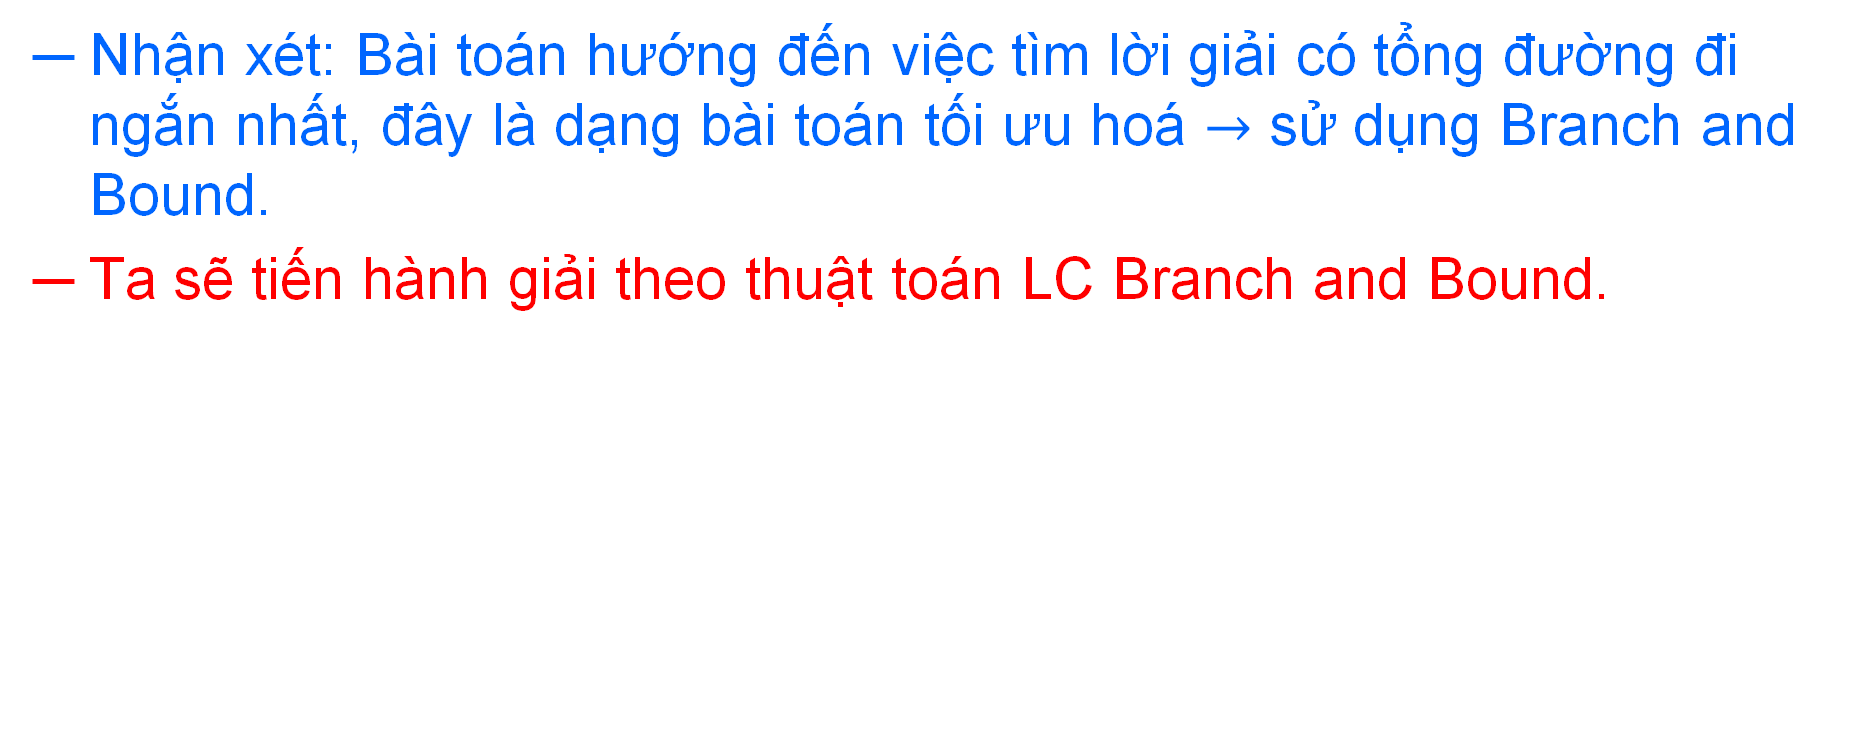 — Nhận xét: Bài toán hướng đến việc tìm lời giải có tổng đường đi
ngắn nhất, đây là dạng bài toán tối ưu hoá → sử dụng Branch and
Bound.
— Ta sẽ tiến hành giải theo thuật toán LC Branch and Bound.